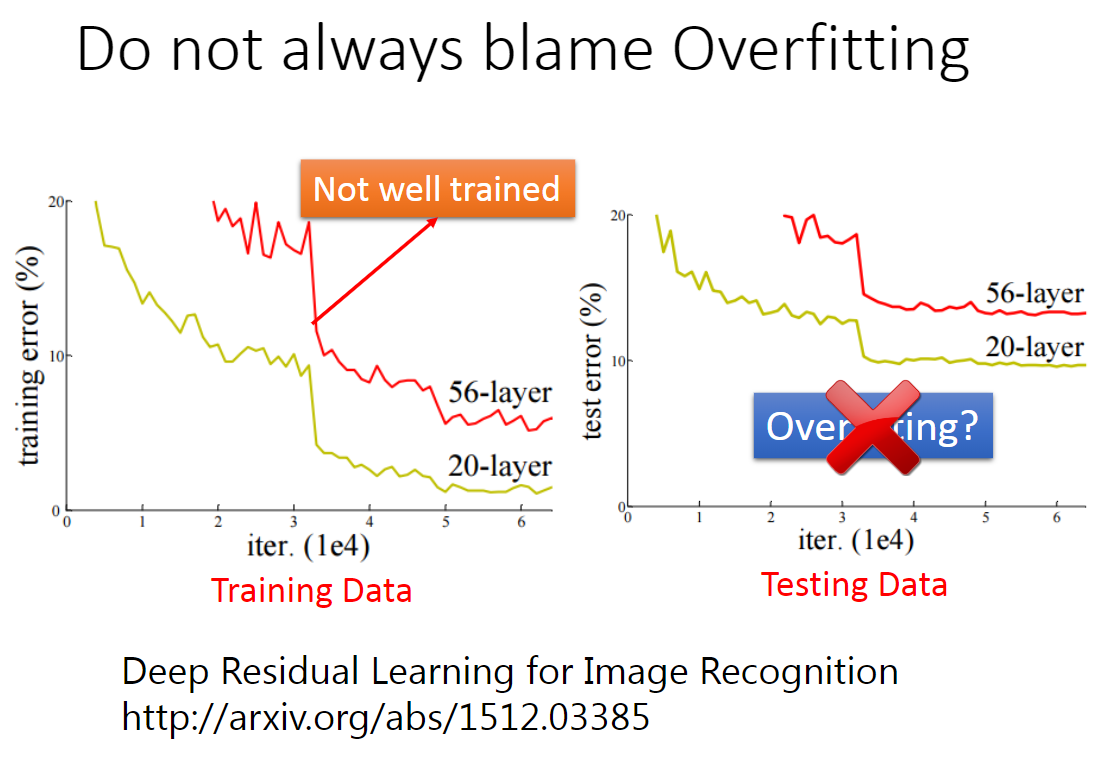 Do not always blame Overfitting
Not well trained
training error (%)
20
10
0
56-layer
20-layer
0 1 2 3 4 5 6
iter. (1e4)
Training Data
test error (%)
20
10
0
56-layer
20-layer
0 1 2 3 4 5 6
iter. (1e4)
Testing Data
Deep Residual Learning for Image Recognition
http://arxiv.org/abs/1512.03385